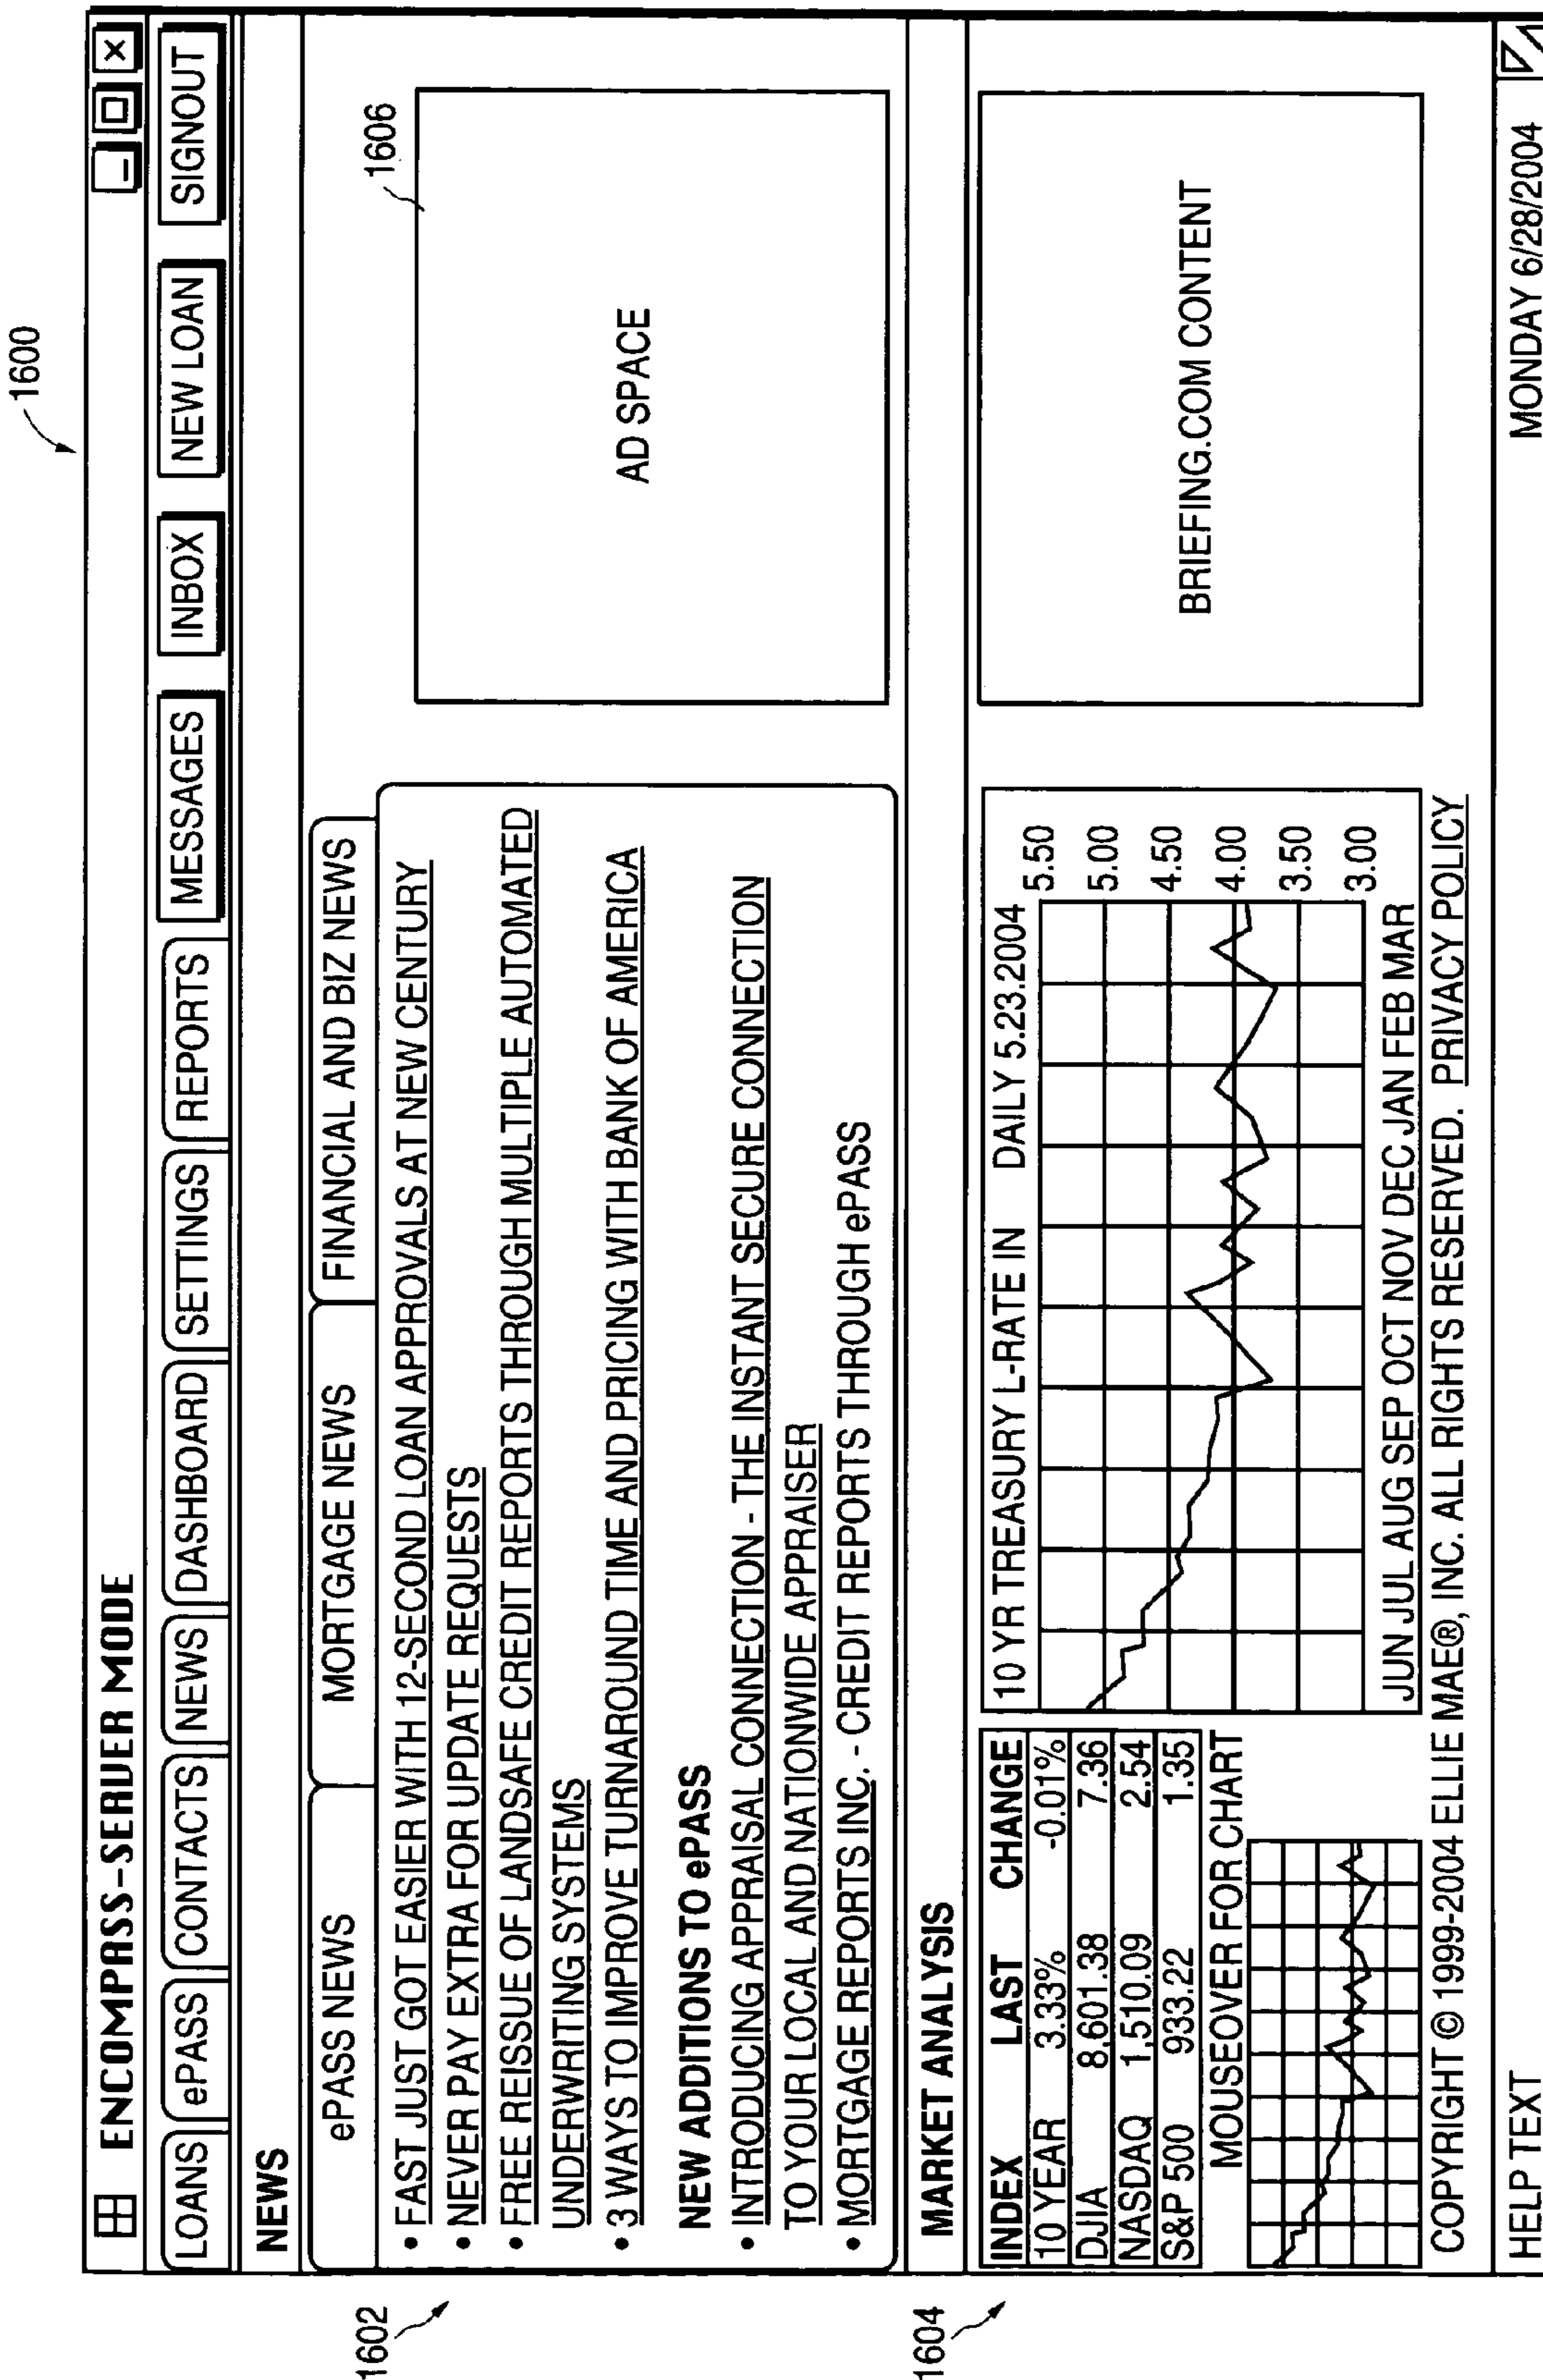 1600
ENCOMPASS-SERVER MODE
LOANS ePASS CONTACTS NEWS DASHBOARD SETTINGS REPORTS MESSAGES INBOX NEW LOAN SIGNOUT
NEWS
1602
ePASS NEWS MORTGAGE NEWS FINANCIAL AND BIZ NEWS
• FAST JUST GOT EASIER WITH 12-SECOND LOAN APPROVALS AT NEW CENTURY
• NEVER PAY EXTRA FOR UPDATE REQUESTS
• FREE REISSUE OF LANDSAFE CREDIT REPORTS THROUGH MULTIPLE AUTOMATED
UNDERWRITING SYSTEMS
• 3 WAYS TO IMPROVE TURNAROUND TIME AND PRICING WITH BANK OF AMERICA
NEW ADDITIONS TO ePASS
• INTRODUCING APPRAISAL CONNECTION - THE INSTANT SECURE CONNECTION
TO YOUR LOCAL AND NATIONWIDE APPRAISER
• MORTGAGE REPORTS INC. - CREDIT REPORTS THROUGH ePASS
1606
AD SPACE
1604
MARKET ANALYSIS
INDEX LAST CHANGE
10 YEAR 3.33% -0.01%
DJIA 8,601.38 7.36
NASDAQ 1,510.09 2.54
S&P 500 933.22 1.35
MOUSEOVER FOR CHART
10 YR TREASURY L-RATE IN DAILY 5.23.2004
5.50
5.00
4.50
4.00
3.50
3.00
JUN JUL AUG SEP OCT NOV DEC JAN FEB MAR
BRIEFING.COM CONTENT
COPYRIGHT © 1999-2004 ELLIE MAE®, INC. ALL RIGHTS RESERVED. PRIVACY POLICY
HELP TEXT MONDAY 6/28/2004